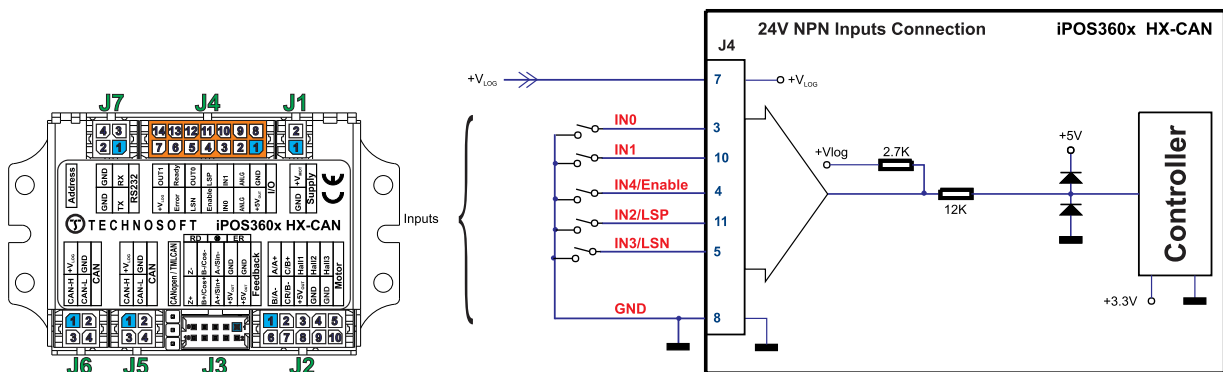 J7 J4 J1
4 3
2 1
14 13 12 11 10 9 8
7 6 5 4 3 2 1
2
1
Address
GND RX
GND TX
RS232
OUT1 Ready OUT0 LSP IN1 ANLG GND
+VLOG Error LSN Enable IN0 ANLG +5VOUT
I/O
+VMOT
GND
Supply
CE
TECHNOSOFT iPOS360x HX-CAN
RD ER
+VLOG GND
CAN-H CAN-L
CAN
+VLOG GND
CAN-H CAN-L
CAN
CANopen / TMLCAN
Z- B-/Cos- A-/Sin- GND GND
Z+ B+/Cos+ A+/Sin+ +5VOUT +5VOUT
Feedback
A/A+ C/B+ Hall1 Hall2 Hall3
B/A- CR/B- +5VOUT GND GND
Motor
1 2
3 4
1 2
3 4
1 2 3 4 5
6 7 8 9 10
J6 J5 J3 J2
24V NPN Inputs Connection iPOS360x HX-CAN
J4
+VLOG 7 +VLOG
Inputs
IN0 3
IN1 10
IN4/Enable 4
IN2/LSP 11
IN3/LSN 5
GND 8
+Vlog 2.7K
12K
+5V
Controller
+3.3V